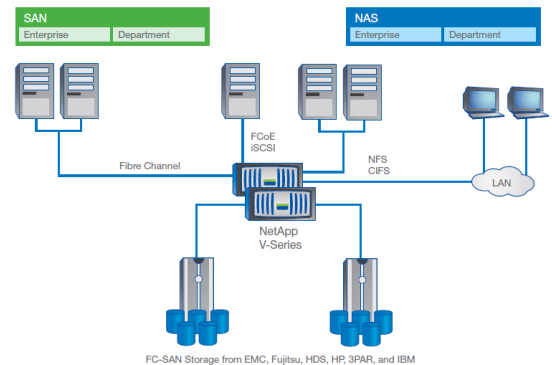 SAN
Enterprise
Department
NAS
Enterprise
Department
FCoE
iSCSI
Fibre Channel
NFS
CIFS
LAN
NetApp
V-Series
FC-SAN Storage from EMC, Fujitsu, HDS, HP, 3PAR, and IBM